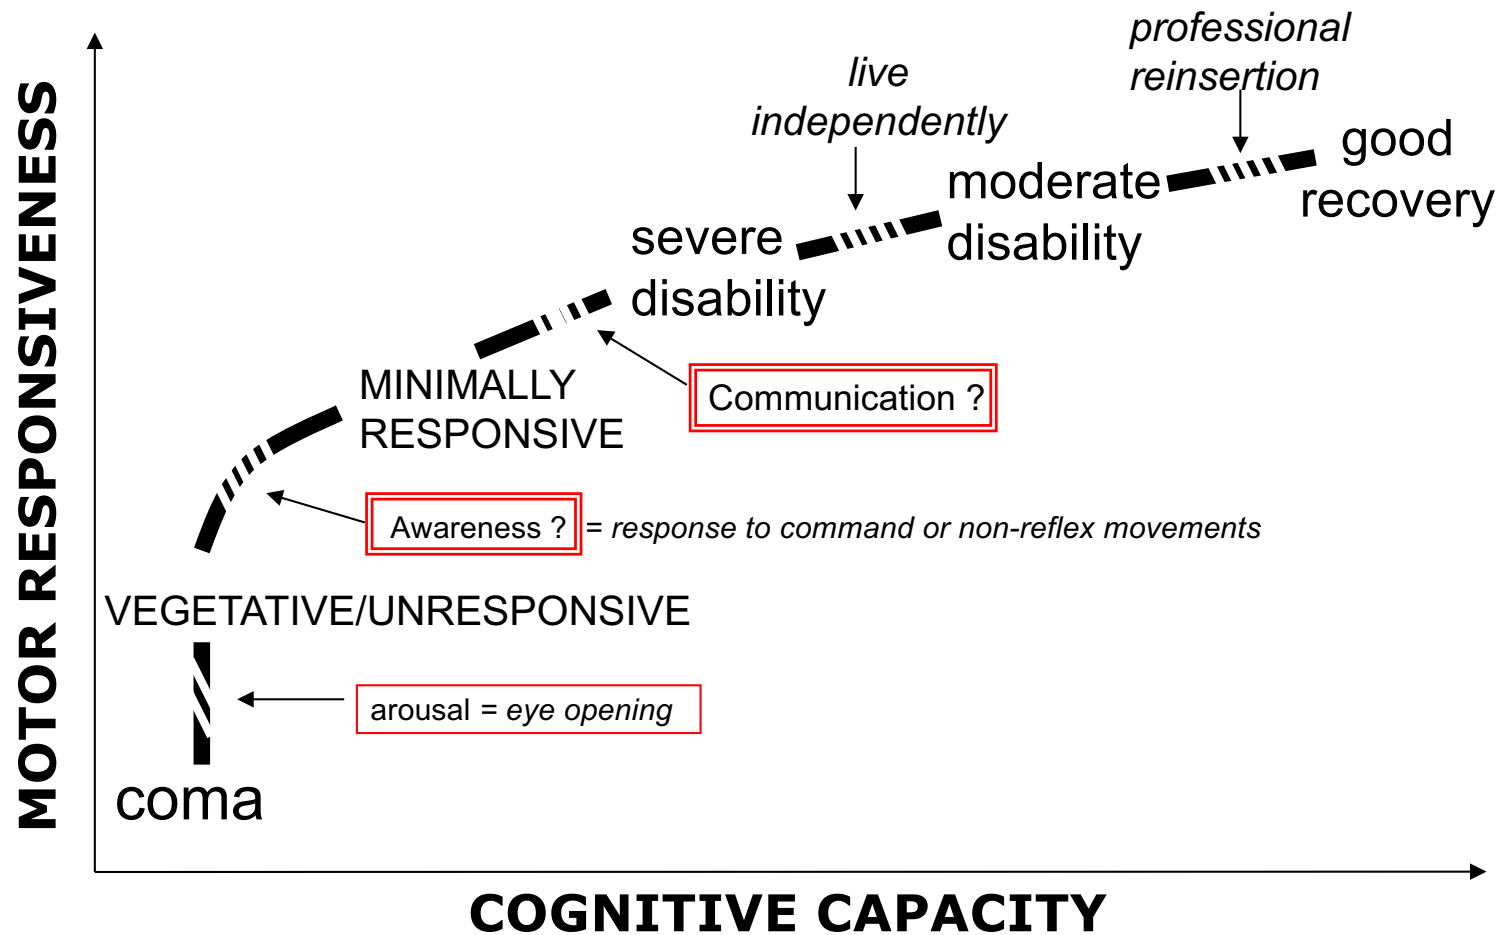 professional
reinsertion
live
independently
good
recovery
moderate
disability
severe
disability
MINIMALLY
RESPONSIVE
Communication ?
Awareness ? = response to command or non-reflex movements
VEGETATIVE/UNRESPONSIVE
arousal = eye opening
coma
MOTOR RESPONSIVENESS
COGNITIVE CAPACITY